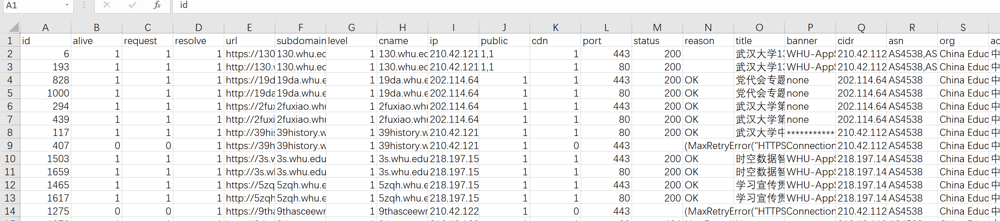 A1 fx id
A B C D E F G H I J K L M N O P Q R S
1 id alive request resolve url subdomain level cname ip public cdn port status reason title banner cidr asn org ad
2 6 1 1 1 https://130 130.whu.ed 1 130.whu.ed 210.42.121 1,1 1 443 200 武汉大学13 WHU-AppS 210.42.112 AS4538,AS China Educ 中
3 193 1 1 1 http://130.w 130.whu.ed 1 130.whu.ed 210.42.121 1,1 1 80 200 武汉大学13 WHU-AppS 210.42.112 AS4538,AS China Educ 中
4 828 1 1 1 https://19d 19da.whu.e 1 19da.whu.e 202.114.64 1 1 443 200 OK 党代会专题 none 202.114.64 AS4538 China Educ 中
5 1000 1 1 1 http://19da 19da.whu.e 1 19da.whu.e 202.114.64 1 1 80 200 OK 党代会专题 none 202.114.64 AS4538 China Educ 中
6 294 1 1 1 https://2fux 2fuxiao.whu 1 2fuxiao.whu 202.114.64 1 1 443 200 OK 武汉大学第 none 202.114.64 AS4538 China Educ 中
7 439 1 1 1 http://2fuxi 2fuxiao.whu 1 2fuxiao.whu 202.114.64 1 1 80 200 OK 武汉大学第 none 202.114.64 AS4538 China Educ 中
8 117 1 1 1 http://39his 39history.w 1 39history.w 210.42.121 1 1 80 200 OK 武汉大学中 ************ 210.42.112 AS4538 China Educ 中
9 407 0 0 1 https://39h 39history.w 1 39history.w 210.42.121 1 0 443 (MaxRetryError("HTTPSConnection 210.42.112 AS4538 China Educ 中
10 1503 1 1 1 https://3s.w 3s.whu.edu 1 3s.whu.edu 218.197.15 1 1 443 200 OK 时空数据智 WHU-AppS 218.197.14 AS4538 China Educ 中
11 1659 1 1 1 http://3s.wh 3s.whu.edu 1 3s.whu.edu 218.197.15 1 1 80 200 OK 时空数据智 WHU-AppS 218.197.14 AS4538 China Educ 中
12 1465 1 1 1 https://5zq 5zqh.whu.e 1 5zqh.whu.e 218.197.15 1 1 443 200 OK 学习宣传贯 WHU-AppS 218.197.14 AS4538 China Educ 中
13 1617 1 1 1 http://5zqh 5zqh.whu.e 1 5zqh.whu.e 218.197.15 1 1 80 200 OK 学习宣传贯 WHU-AppS 218.197.14 AS4538 China Educ 中
14 1275 0 0 1 https://9tha 9thasceewr 1 9thasceewr 210.42.122 1 0 443 (MaxRetryError("HTTPSConnection 210.42.112 AS4538 China Educ 中